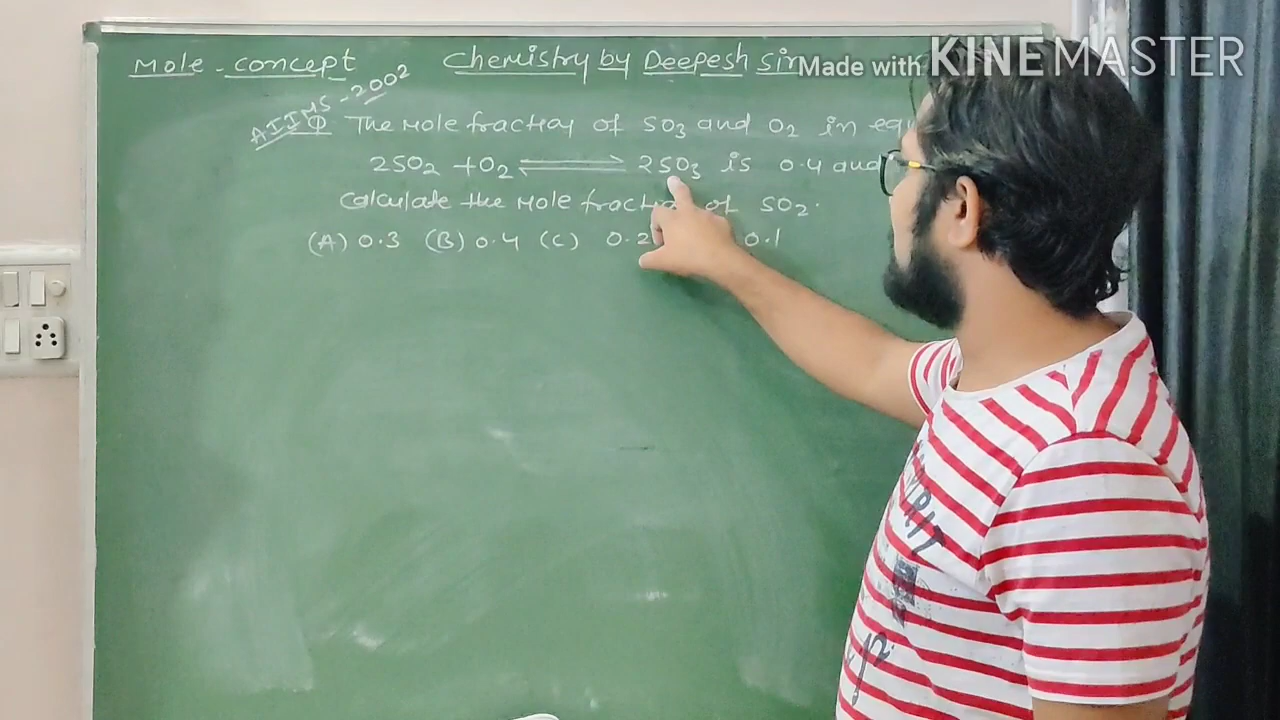 Mole - concept Chemistry by Deepesh Sir
Made with KINEMASTER
AIIMS - 2002
Q The Mole fraction of SO3 and O2 in
2SO2 + O2 ⇌ 2SO3 is 0.4 and
Calculate the Mole fraction of SO2.
(A) 0.3 (B) 0.4 (C) 0.2 0.1